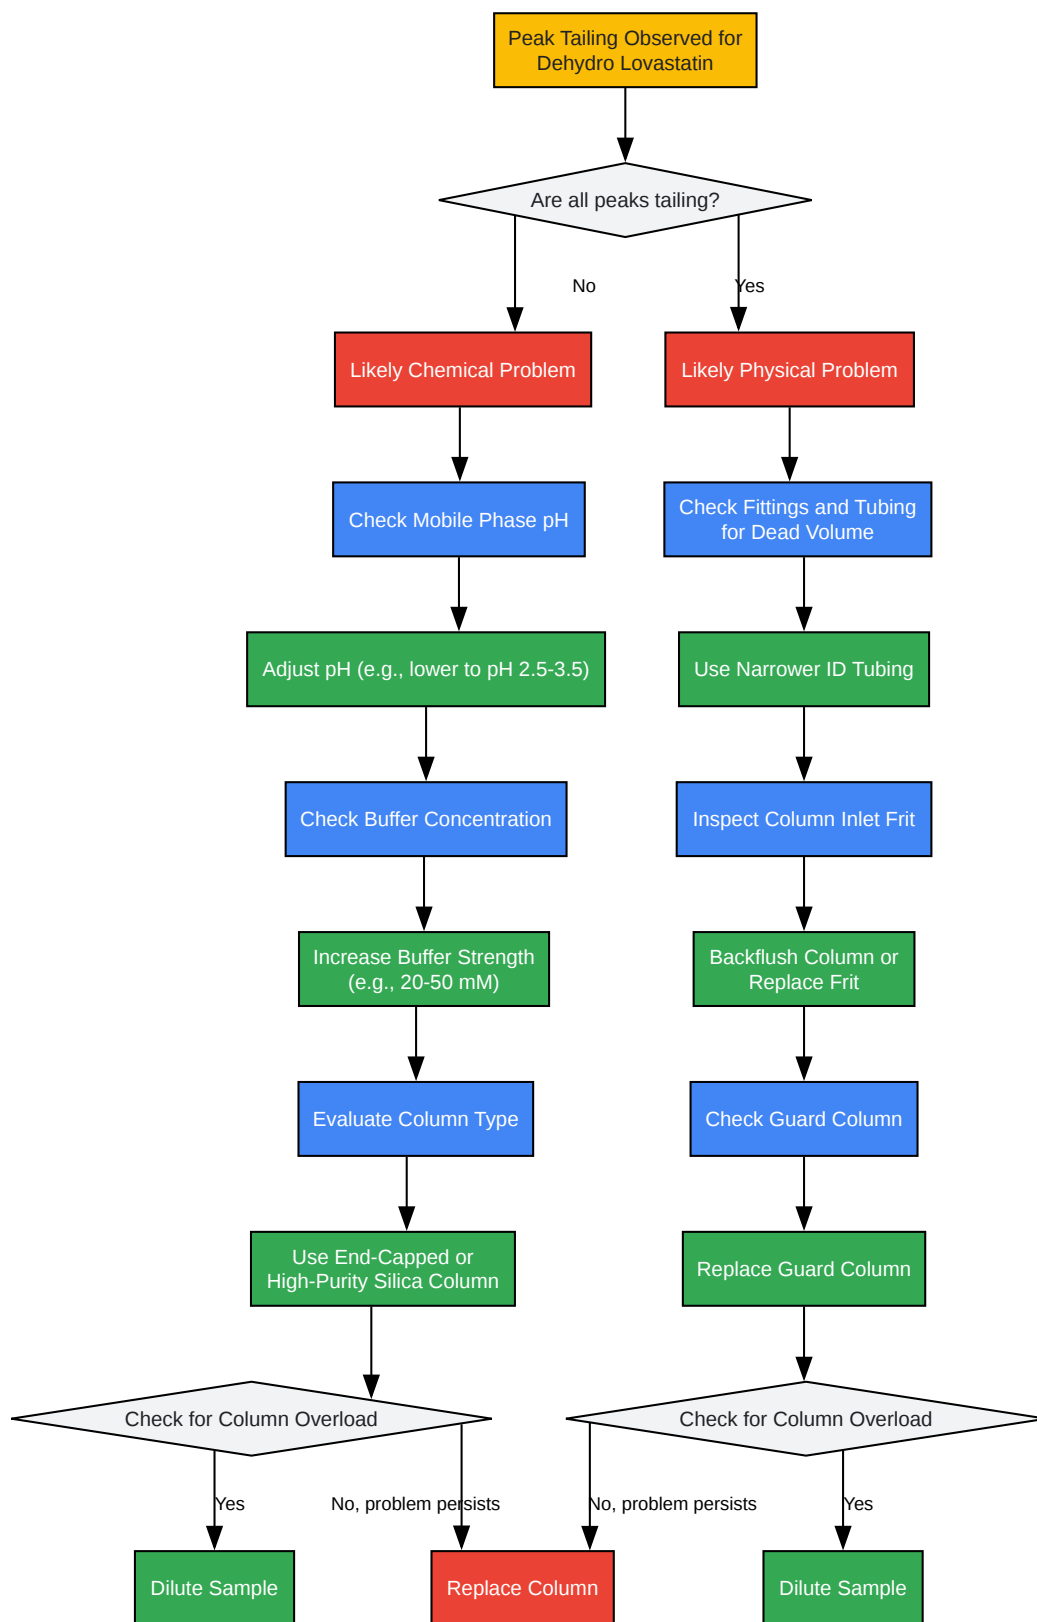 Peak Tailing Observed for
Dehydro Lovastatin
Are all peaks tailing?
No
Yes
Likely Chemical Problem
Likely Physical Problem
Check Mobile Phase pH
Check Fittings and Tubing
for Dead Volume
Adjust pH (e.g., lower to pH 2.5-3.5)
Use Narrower ID Tubing
Check Buffer Concentration
Inspect Column Inlet Frit
Increase Buffer Strength
(e.g., 20-50 mM)
Backflush Column or
Replace Frit
Evaluate Column Type
Check Guard Column
Use End-Capped or
High-Purity Silica Column
Replace Guard Column
Check for Column Overload
Check for Column Overload
Yes
No, problem persists
No, problem persists
Yes
Dilute Sample
Replace Column
Dilute Sample